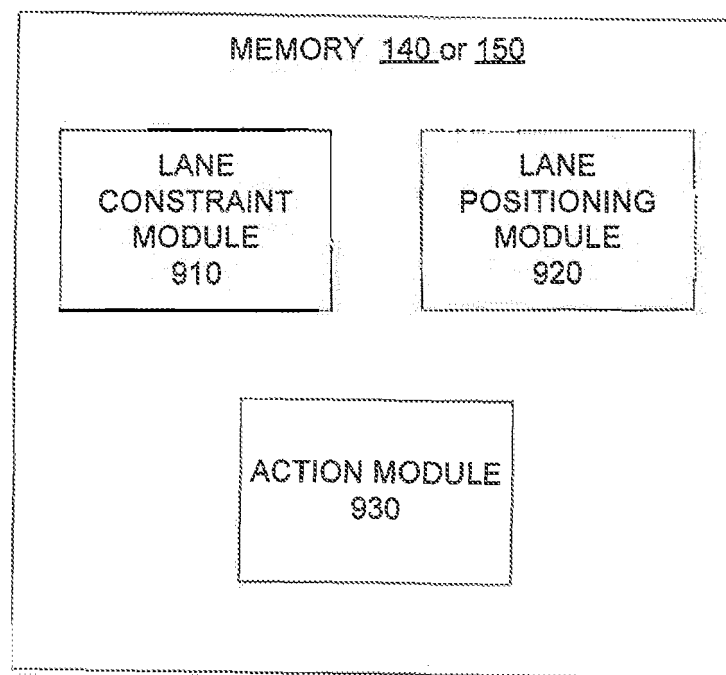 MEMORY 140 or 150
LANE
CONSTRAINT
MODULE
910
LANE
POSITIONING
MODULE
920
ACTION MODULE
930